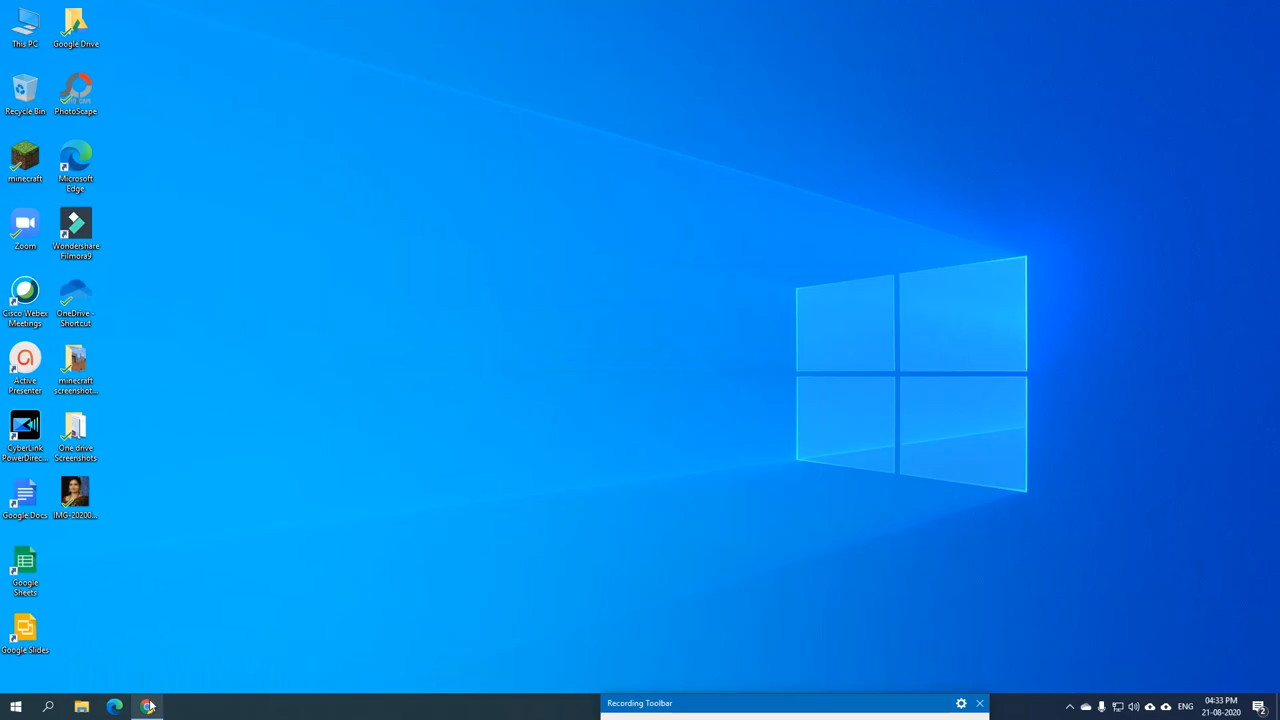 This PC
Google Drive
Recycle Bin
PhotoScape
minecraft
Microsoft
Edge
Zoom
Wondershare
Filmora9
Cisco Webex
Meetings
OneDrive -
Shortcut
Active
Presenter
minecraft
screenshot...
CyberLink
PowerDirec...
One drive
Screenshots
Google Docs
IMG-20200...
Google
Sheets
Google Slides
Recording Toolbar
ENG
04:33 PM
21-08-2020
2